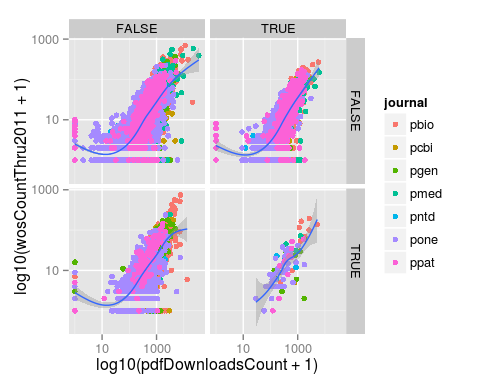 FALSE TRUE
1000
10
FALSE
1000
10
TRUE
log10(wosCountThru2011 + 1)
10 1000 10 1000
log10(pdfDownloadsCount + 1)
journal
pbio
pcbi
pgen
pmed
pntd
pone
ppat